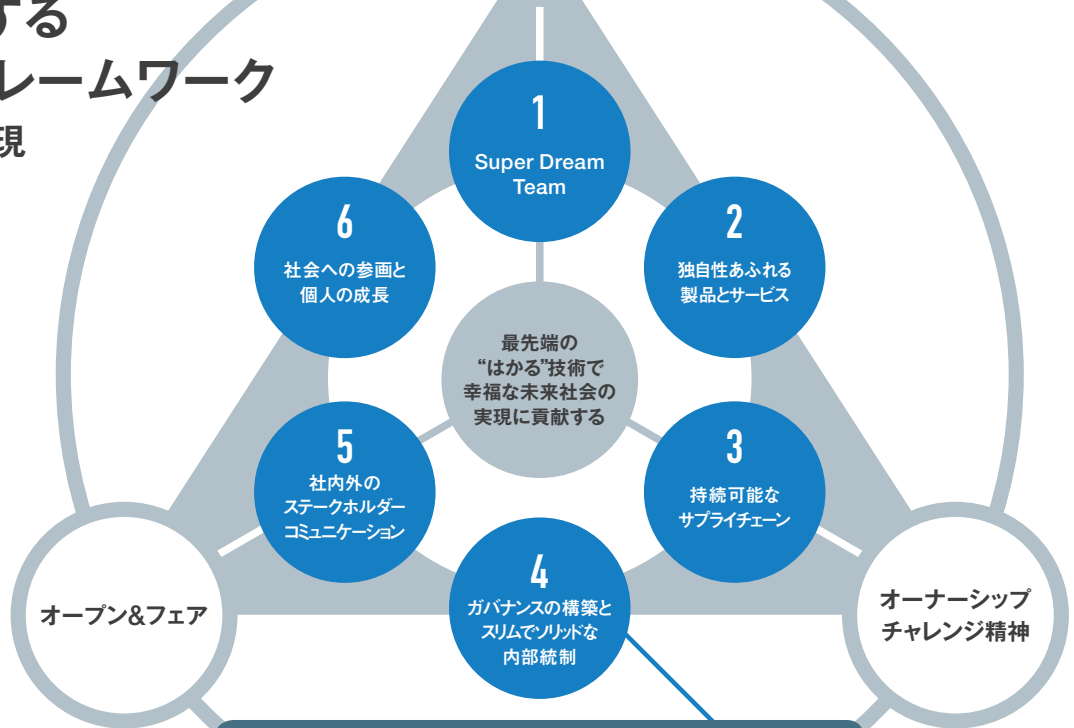 する
レームワーク
現
1
Super Dream
Team
2
独自性あふれる
製品とサービス
3
持続可能な
サプライチェーン
4
ガバナンスの構築と
スリムでソリッドな
内部統制
5
社内外の
ステークホルダー
コミュニケーション
6
社会への参画と
個人の成長
最先端の
“はかる”技術で
幸福な未来社会の
実現に貢献する
オープン&フェア
オーナーシップ
チャレンジ精神